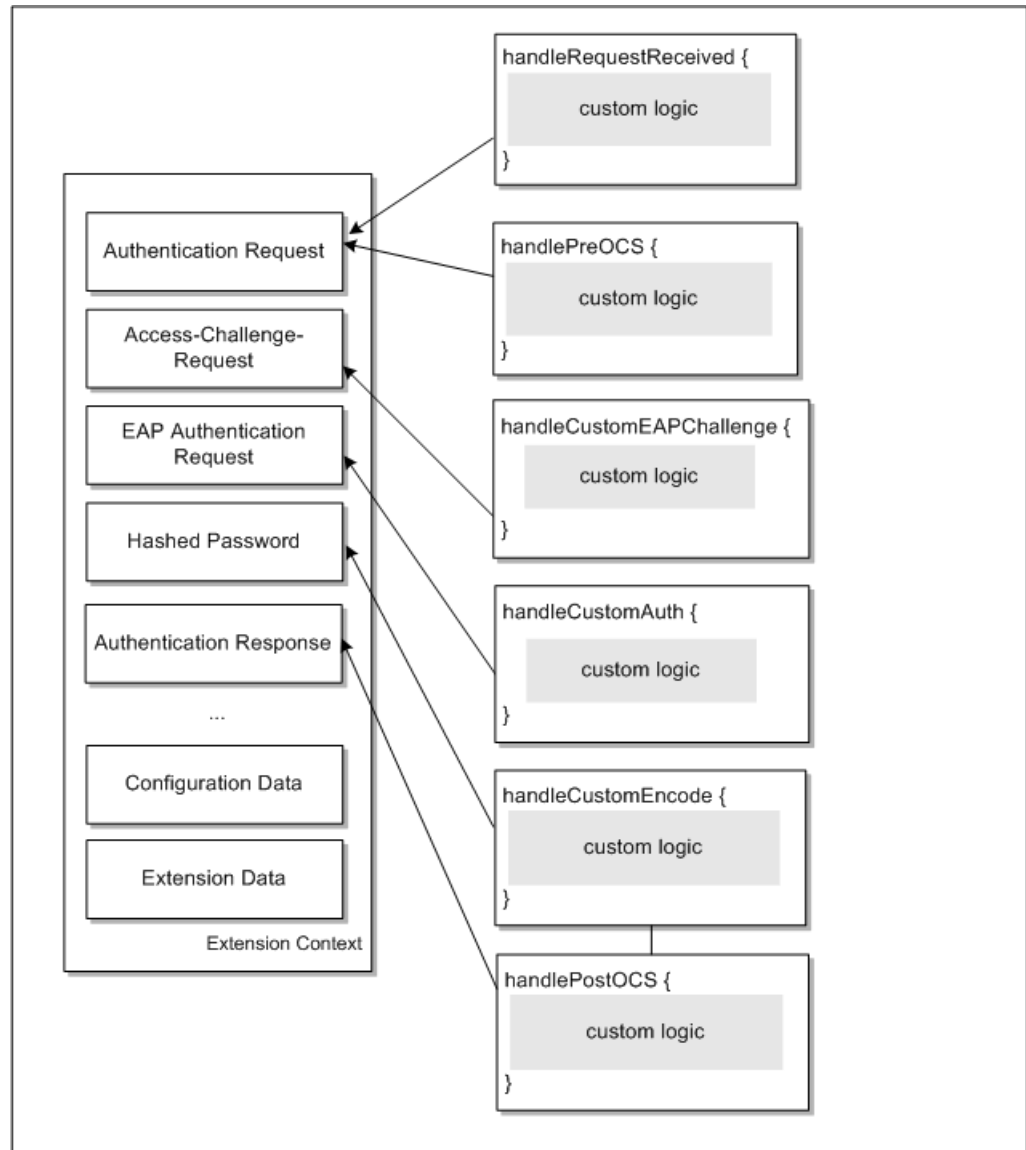 handleRequestReceived {
custom logic
}
Authentication Request
handlePreOCS {
custom logic
}
Access-Challenge-
Request
EAP Authentication
Request
handleCustomEAPChallenge {
custom logic
}
Hashed Password
Authentication Response
handleCustomAuth {
custom logic
}
...
Configuration Data
Extension Data
Extension Context
handleCustomEncode {
custom logic
}
handlePostOCS {
custom logic
}